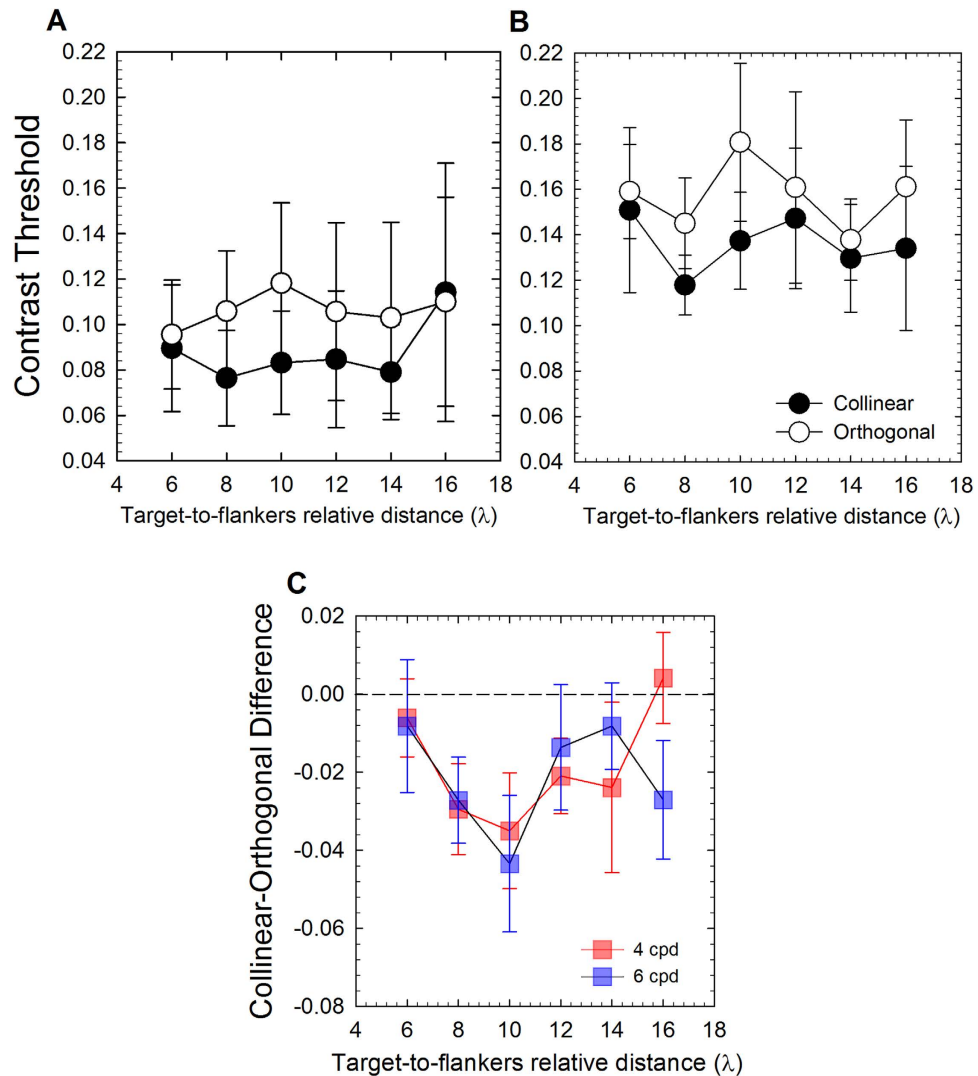 A
0.22
0.20
0.18
0.16
0.14
0.12
0.10
0.08
0.06
0.04
4 6 8 10 12 14 16 18
Contrast Threshold
Target-to-flankers relative distance (λ)
B
0.22
0.20
0.18
0.16
0.14
0.12
0.10
0.08
0.06
0.04
Collinear
Orthogonal
4 6 8 10 12 14 16 18
Target-to-flankers relative distance (λ)
C
0.02
0.00
-0.02
-0.04
-0.06
-0.08
Collinear-Orthogonal Difference
4 cpd
6 cpd
4 6 8 10 12 14 16 18
Target-to-flankers relative distance (λ)